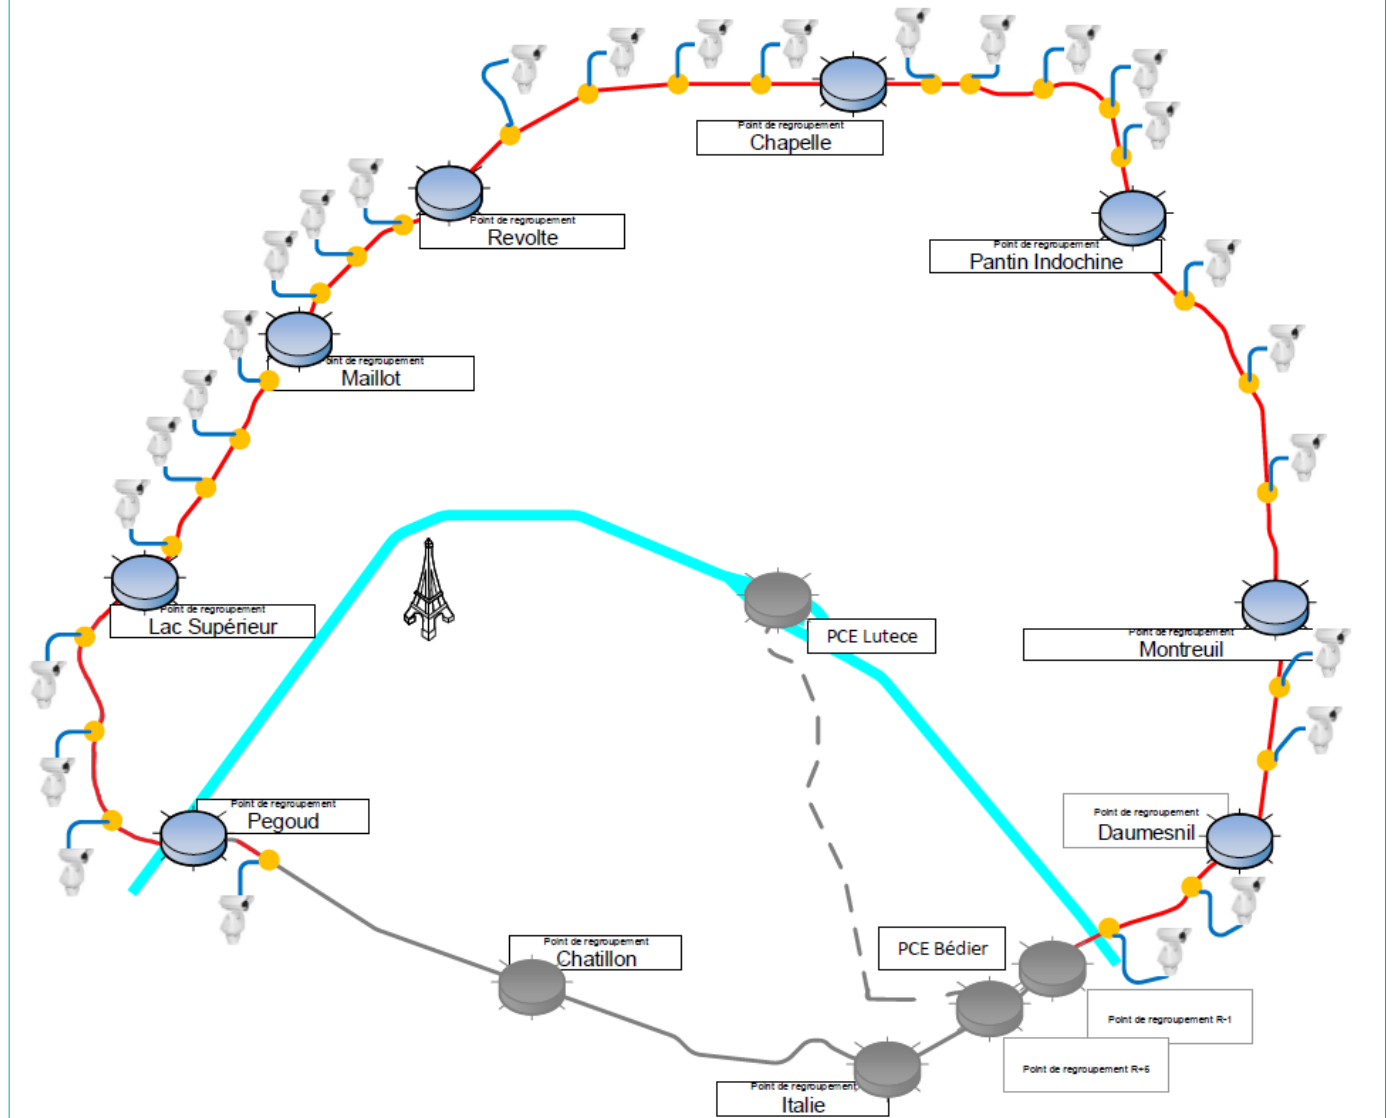 Point de regroupement
Chapelle
Point de regroupement
Revolte
Point de regroupement
Pantin Indochine
Point de regroupement
Maillot
Point de regroupement
Lac Supérieur
PCE Lutece
Point de regroupement
Montreuil
Point de regroupement
Pegoud
Point de regroupement
Daumesnil
PCE Bédier
Point de regroupement
Chatillon
Point de regroupement R-1
Point de regroupement R+6
Point de regroupement
Italie